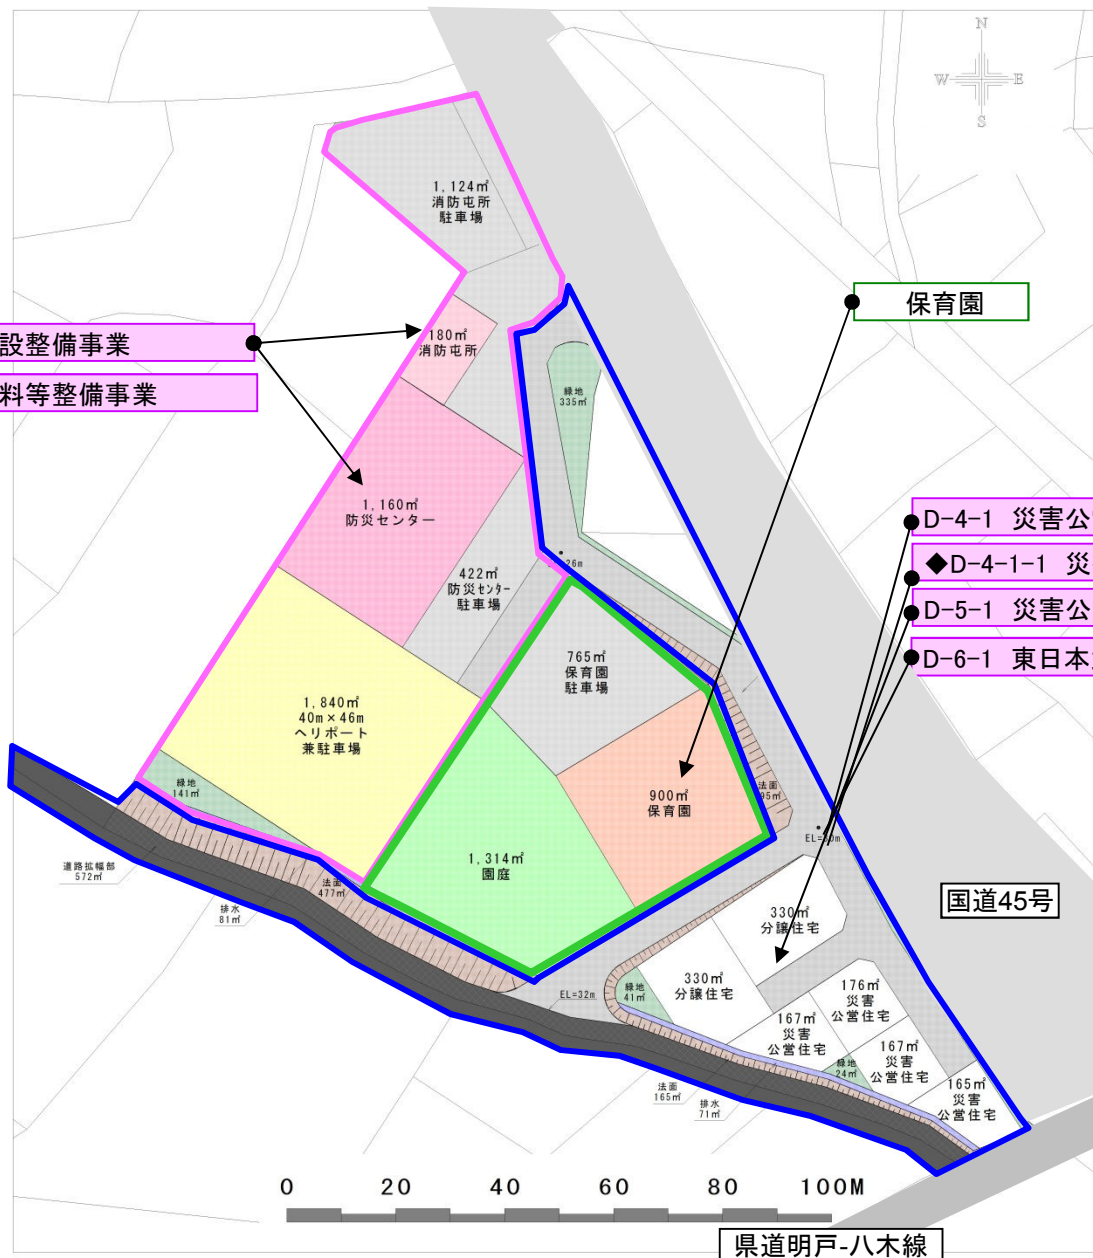 N
W
E
S
1,124㎡
消防屯所
駐車場
保育園
設整備事業
料等整備事業
180㎡
消防屯所
緑地
335㎡
1,160㎡
防災センター
D-4-1 災害公
◆D-4-1-1 災
D-5-1 災害公
D-6-1 東日本
422㎡
防災センター
駐車場
26m
765㎡
保育園
駐車場
1,840㎡
40m×46m
ヘリポート
兼駐車場
緑地
141㎡
900㎡
保育園
法面
95㎡
EL=30m
1,314㎡
園庭
道路拡幅部
572㎡
法面
477㎡
排水
81㎡
国道45号
330㎡
分譲住宅
330㎡
分譲住宅
緑地
41㎡
EL=32m
176㎡
災害
公営住宅
167㎡
災害
公営住宅
167㎡
災害
公営住宅
緑地
24㎡
165㎡
災害
公営住宅
法面
165㎡
排水
71㎡
0 20 40 60 80 100M
県道明戸-八木線